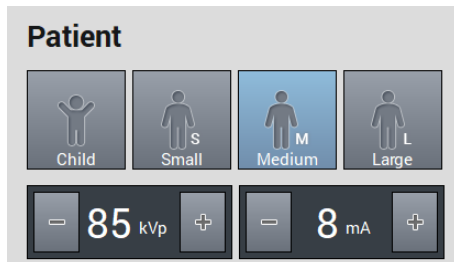 Patient
S M L
Child Small Medium Large
− 85 kVp + − 8 mA +